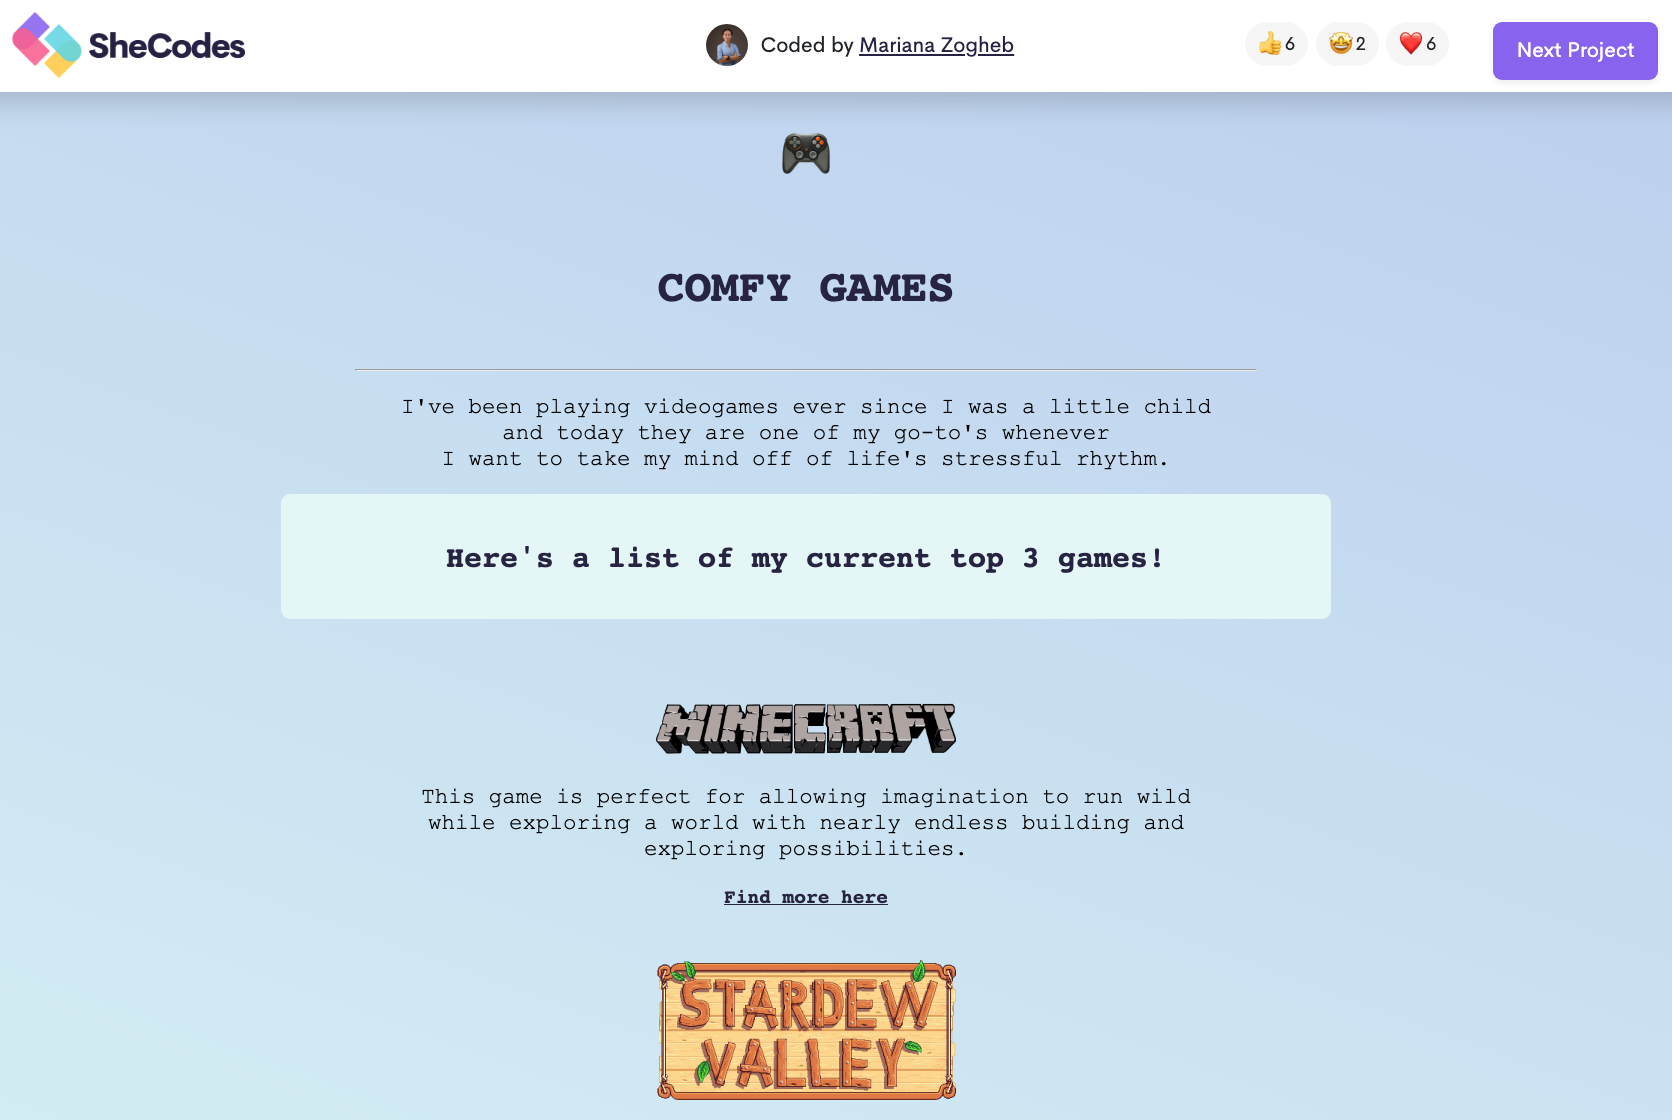 SheCodes
Coded by Mariana Zogheb
6
2
6
Next Project
COMFY GAMES
I've been playing videogames ever since I was a little child
and today they are one of my go-to's whenever
I want to take my mind off of life's stressful rhythm.
Here's a list of my current top 3 games!
MINECRAFT
This game is perfect for allowing imagination to run wild
while exploring a world with nearly endless building and
exploring possibilities.
Find more here
STARDEW
VALLEY